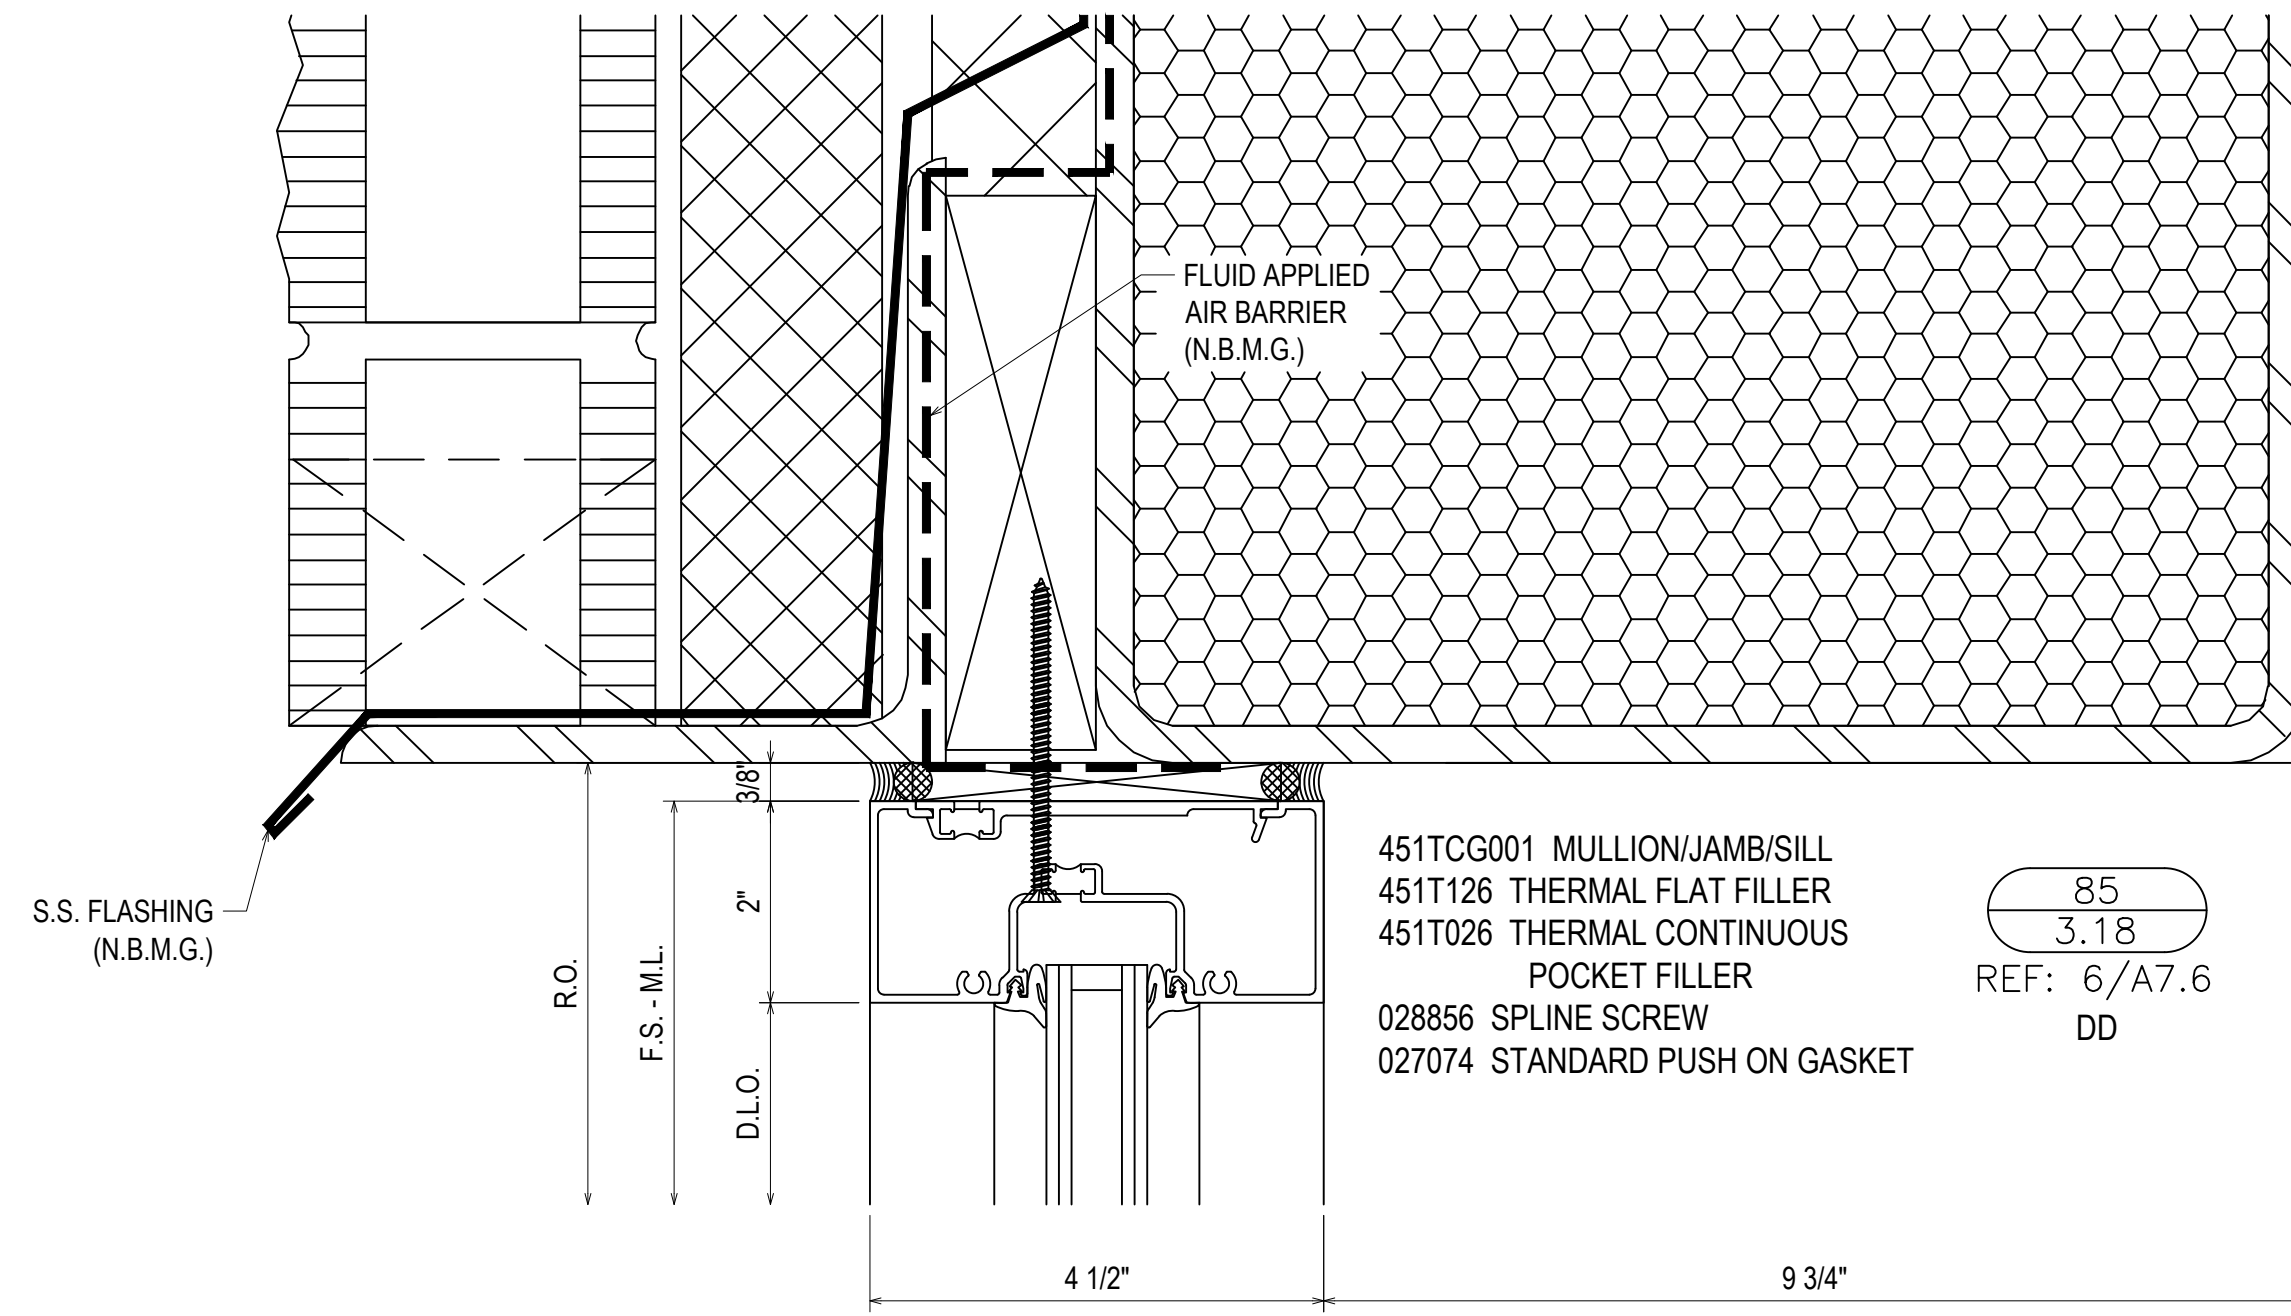 FLUID APPLIED
AIR BARRIER
(N.B.M.G.)
3/8"
2"
S.S. FLASHING
(N.B.M.G.)
R.O.
F.S. - M.L.
D.L.O.
451TCG001 MULLION/JAMB/SILL
451T126 THERMAL FLAT FILLER
451T026 THERMAL CONTINUOUS
POCKET FILLER
028856 SPLINE SCREW
027074 STANDARD PUSH ON GASKET
85
3.18
REF: 6/A7.6
DD
4 1/2"
9 3/4"